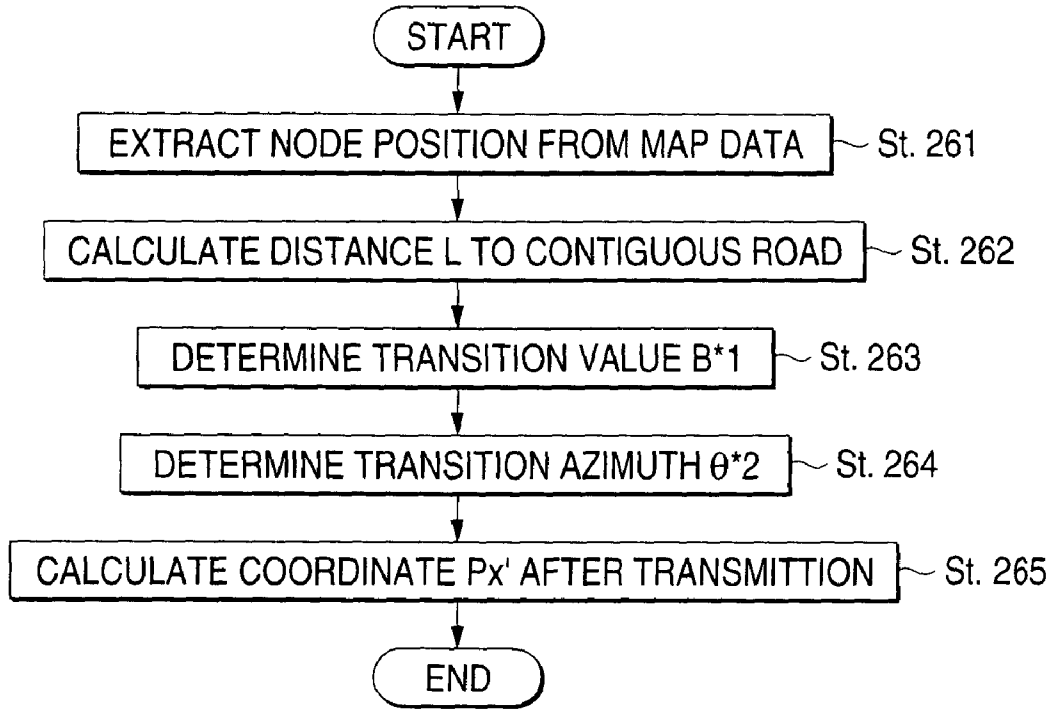 START
EXTRACT NODE POSITION FROM MAP DATA St. 261
CALCULATE DISTANCE L TO CONTIGUOUS ROAD St. 262
DETERMINE TRANSITION VALUE B*1 St. 263
DETERMINE TRANSITION AZIMUTH θ*2 St. 264
CALCULATE COORDINATE Px' AFTER TRANSMITTION St. 265
END